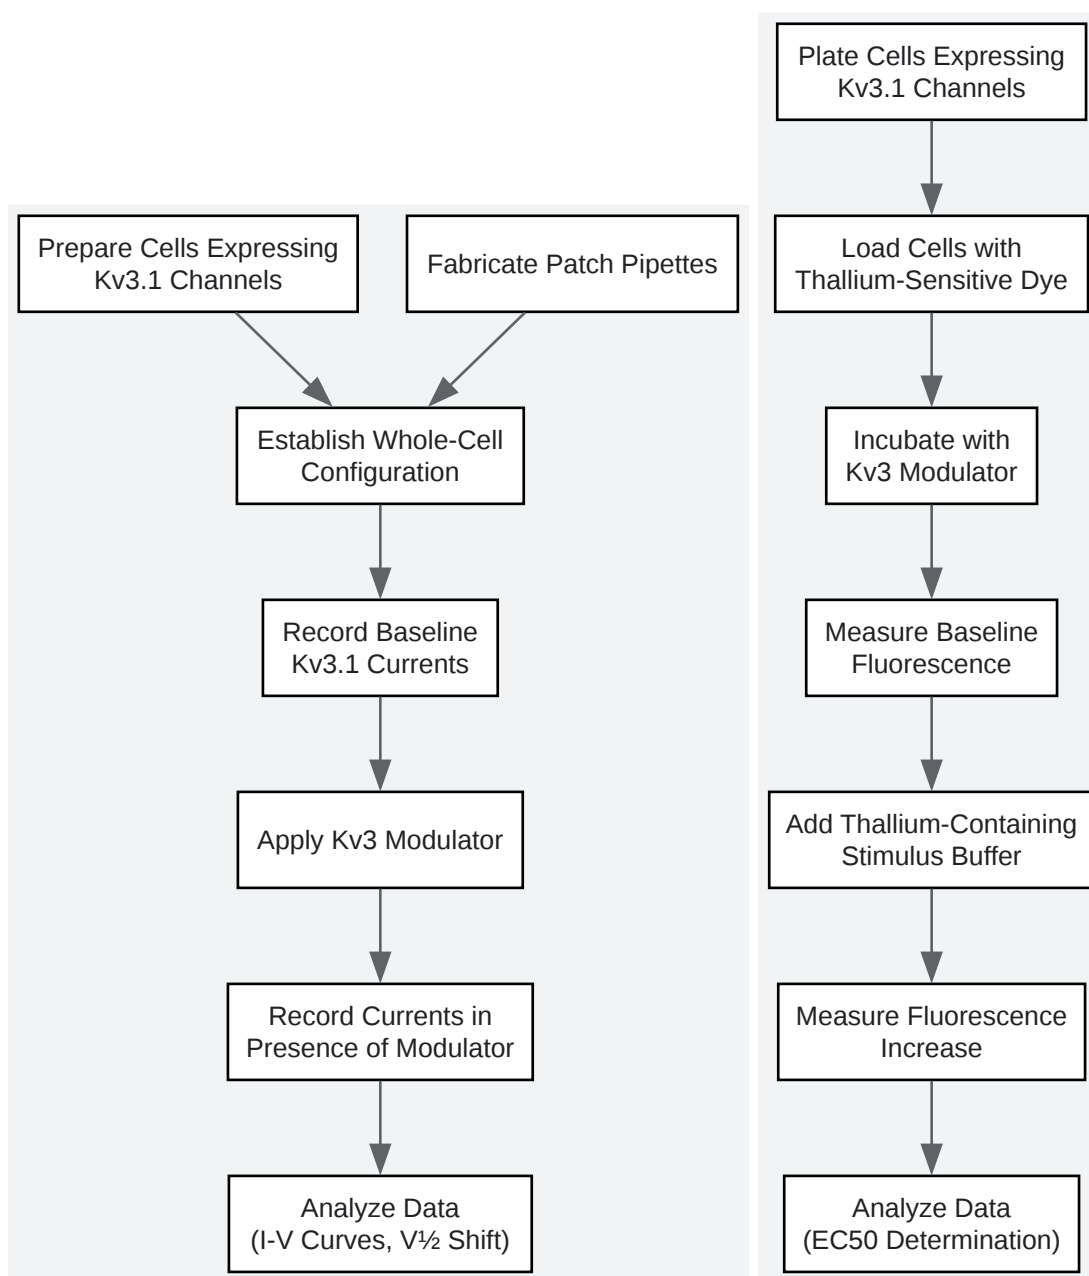 Prepare Cells Expressing
Kv3.1 Channels
Fabricate Patch Pipettes
Establish Whole-Cell
Configuration
Record Baseline
Kv3.1 Currents
Apply Kv3 Modulator
Record Currents in
Presence of Modulator
Analyze Data
(I-V Curves, V½ Shift)
Plate Cells Expressing
Kv3.1 Channels
Load Cells with
Thallium-Sensitive Dye
Incubate with
Kv3 Modulator
Measure Baseline
Fluorescence
Add Thallium-Containing
Stimulus Buffer
Measure Fluorescence
Increase
Analyze Data
(EC50 Determination)